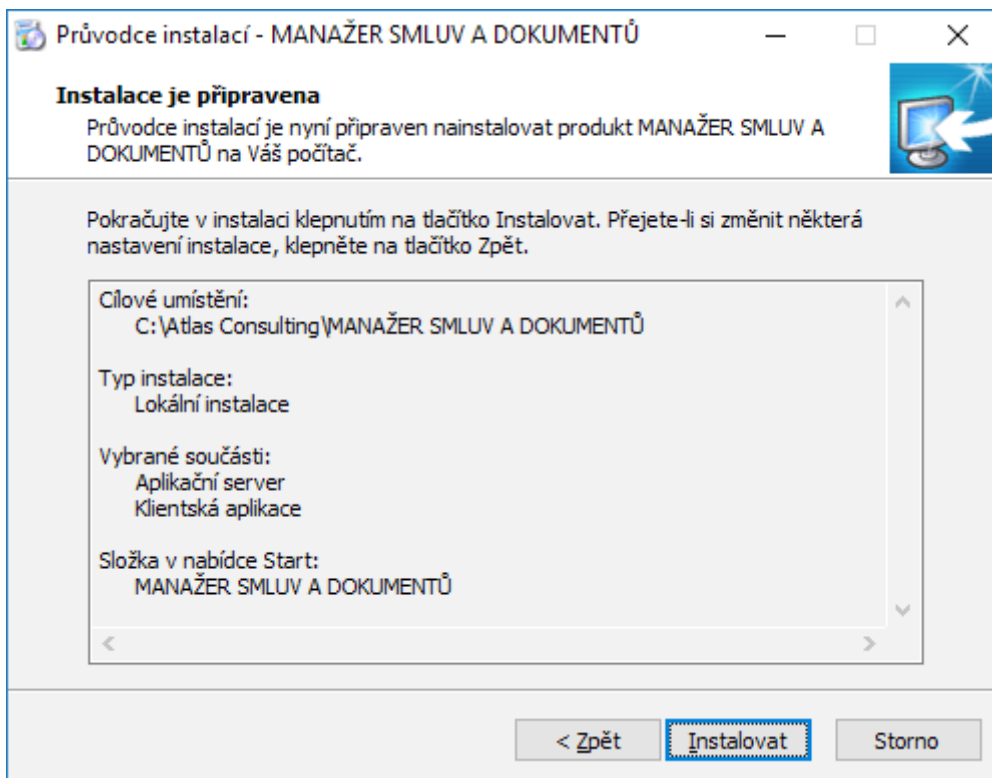 Průvodce instalací - MANAŽER SMLUV A DOKUMENTŮ
Instalace je připravena
Průvodce instalací je nyní připraven nainstalovat produkt MANAŽER SMLUV A
DOKUMENTŮ na Váš počítač.
Pokračujte v instalaci klepnutím na tlačítko Instalovat. Přejete-li si změnit některá
nastavení instalace, klepněte na tlačítko Zpět.
Cílové umístění:
C:\Atlas Consulting\MANAŽER SMLUV A DOKUMENTŮ
Typ instalace:
Lokální instalace
Vybrané součásti:
Aplikační server
Klientská aplikace
Složka v nabídce Start:
MANAŽER SMLUV A DOKUMENTŮ
< Zpět
Instalovat
Storno